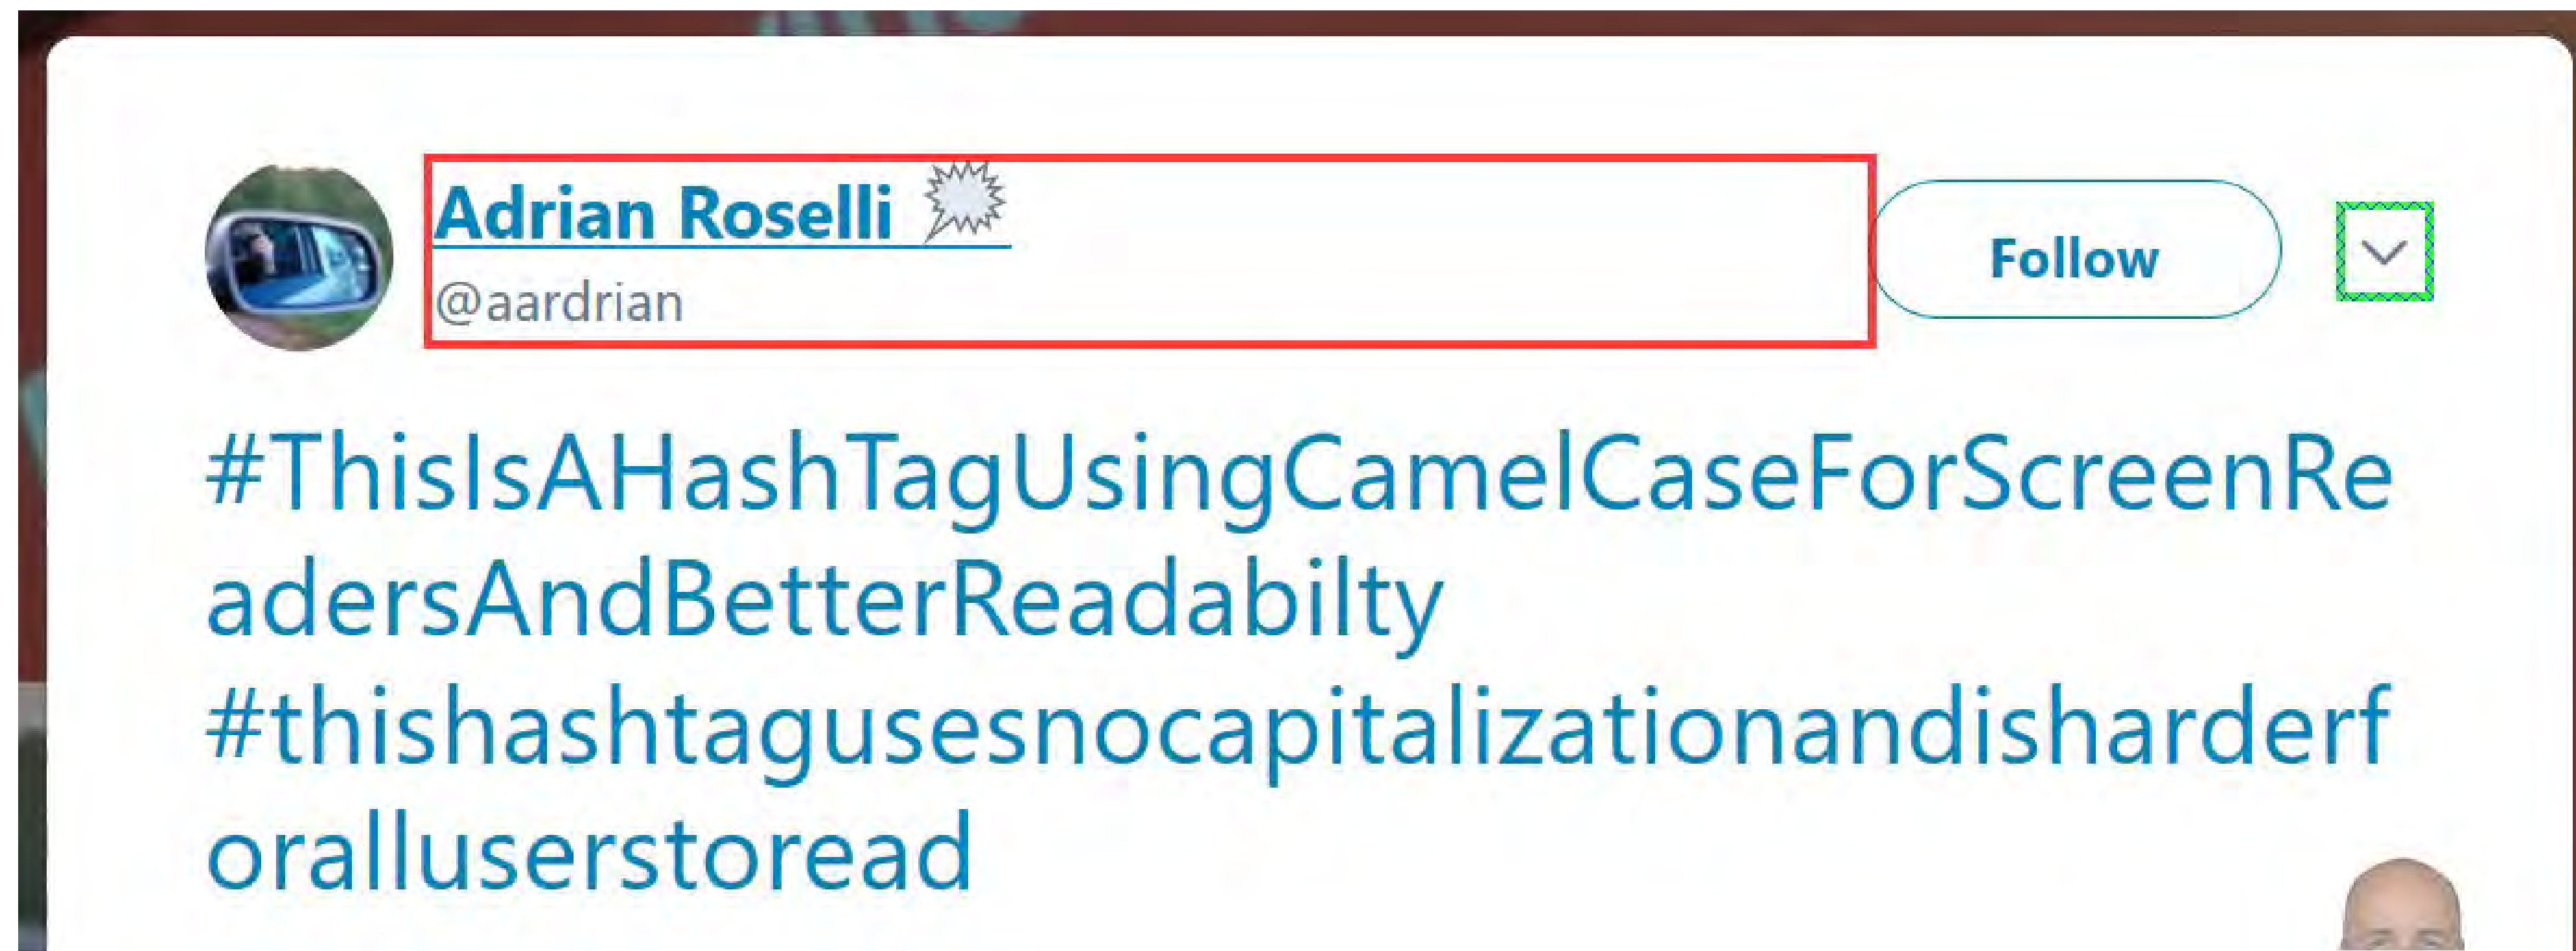 Adrian Roselli 🗯
@aardrian
Follow
#ThisIsAHashTagUsingCamelCaseForScreenRe
adersAndBetterReadabilty
#thishashtagusesnocapitalizationandisharderf
oralluserstoread